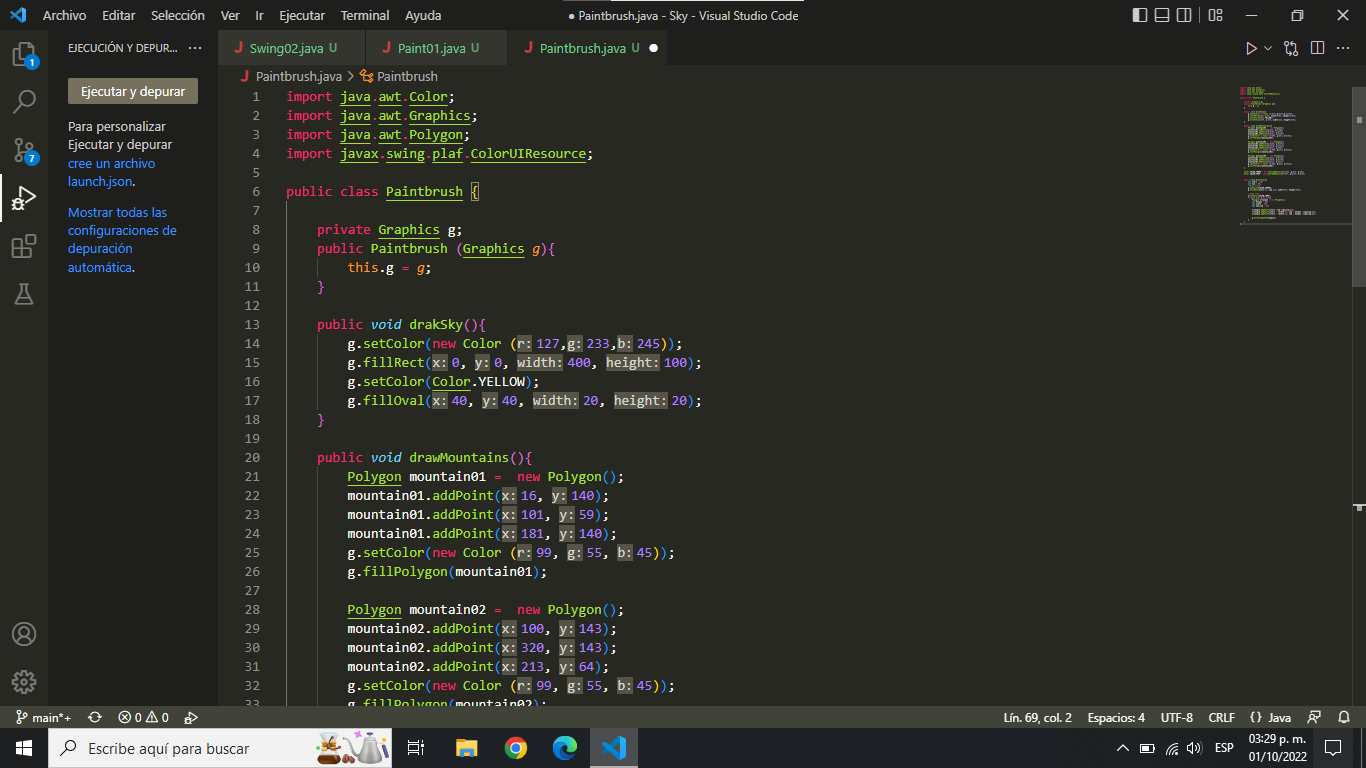 Archivo Editar Selección Ver Ir Ejecutar Terminal Ayuda
● Paintbrush.java - Sky - Visual Studio Code
EJECUCIÓN Y DEPUR... ···
Swing02.java U
Paint01.java U
Paintbrush.java U ●
Paintbrush.java > Paintbrush
1
7
Ejecutar y depurar
Para personalizar
Ejecutar y depurar
cree un archivo
launch.json.
Mostrar todas las
configuraciones de
depuración
automática.
1 import java.awt.Color;
2 import java.awt.Graphics;
3 import java.awt.Polygon;
4 import javax.swing.plaf.ColorUIResource;
5
6 public class Paintbrush {
7
8 private Graphics g;
9 public Paintbrush (Graphics g){
10 this.g = g;
11 }
12
13 public void drakSky(){
14 g.setColor(new Color (r: 127,g: 233,b: 245));
15 g.fillRect(x: 0, y: 0, width: 400, height: 100);
16 g.setColor(Color.YELLOW);
17 g.fillOval(x: 40, y: 40, width: 20, height: 20);
18 }
19
20 public void drawMountains(){
21 Polygon mountain01 =  new Polygon();
22 mountain01.addPoint(x: 16, y: 140);
23 mountain01.addPoint(x: 101, y: 59);
24 mountain01.addPoint(x: 181, y: 140);
25 g.setColor(new Color (r: 99, g: 55, b: 45));
26 g.fillPolygon(mountain01);
27
28 Polygon mountain02 =  new Polygon();
29 mountain02.addPoint(x: 100, y: 143);
30 mountain02.addPoint(x: 320, y: 143);
31 mountain02.addPoint(x: 213, y: 64);
32 g.setColor(new Color (r: 99, g: 55, b: 45));
33 g.fillPolygon(mountain02);
main*+ 0 0 Lín. 69, col. 2 Espacios: 4 UTF-8 CRLF {} Java
Escribe aquí para buscar
ESP
03:29 p. m.
01/10/2022